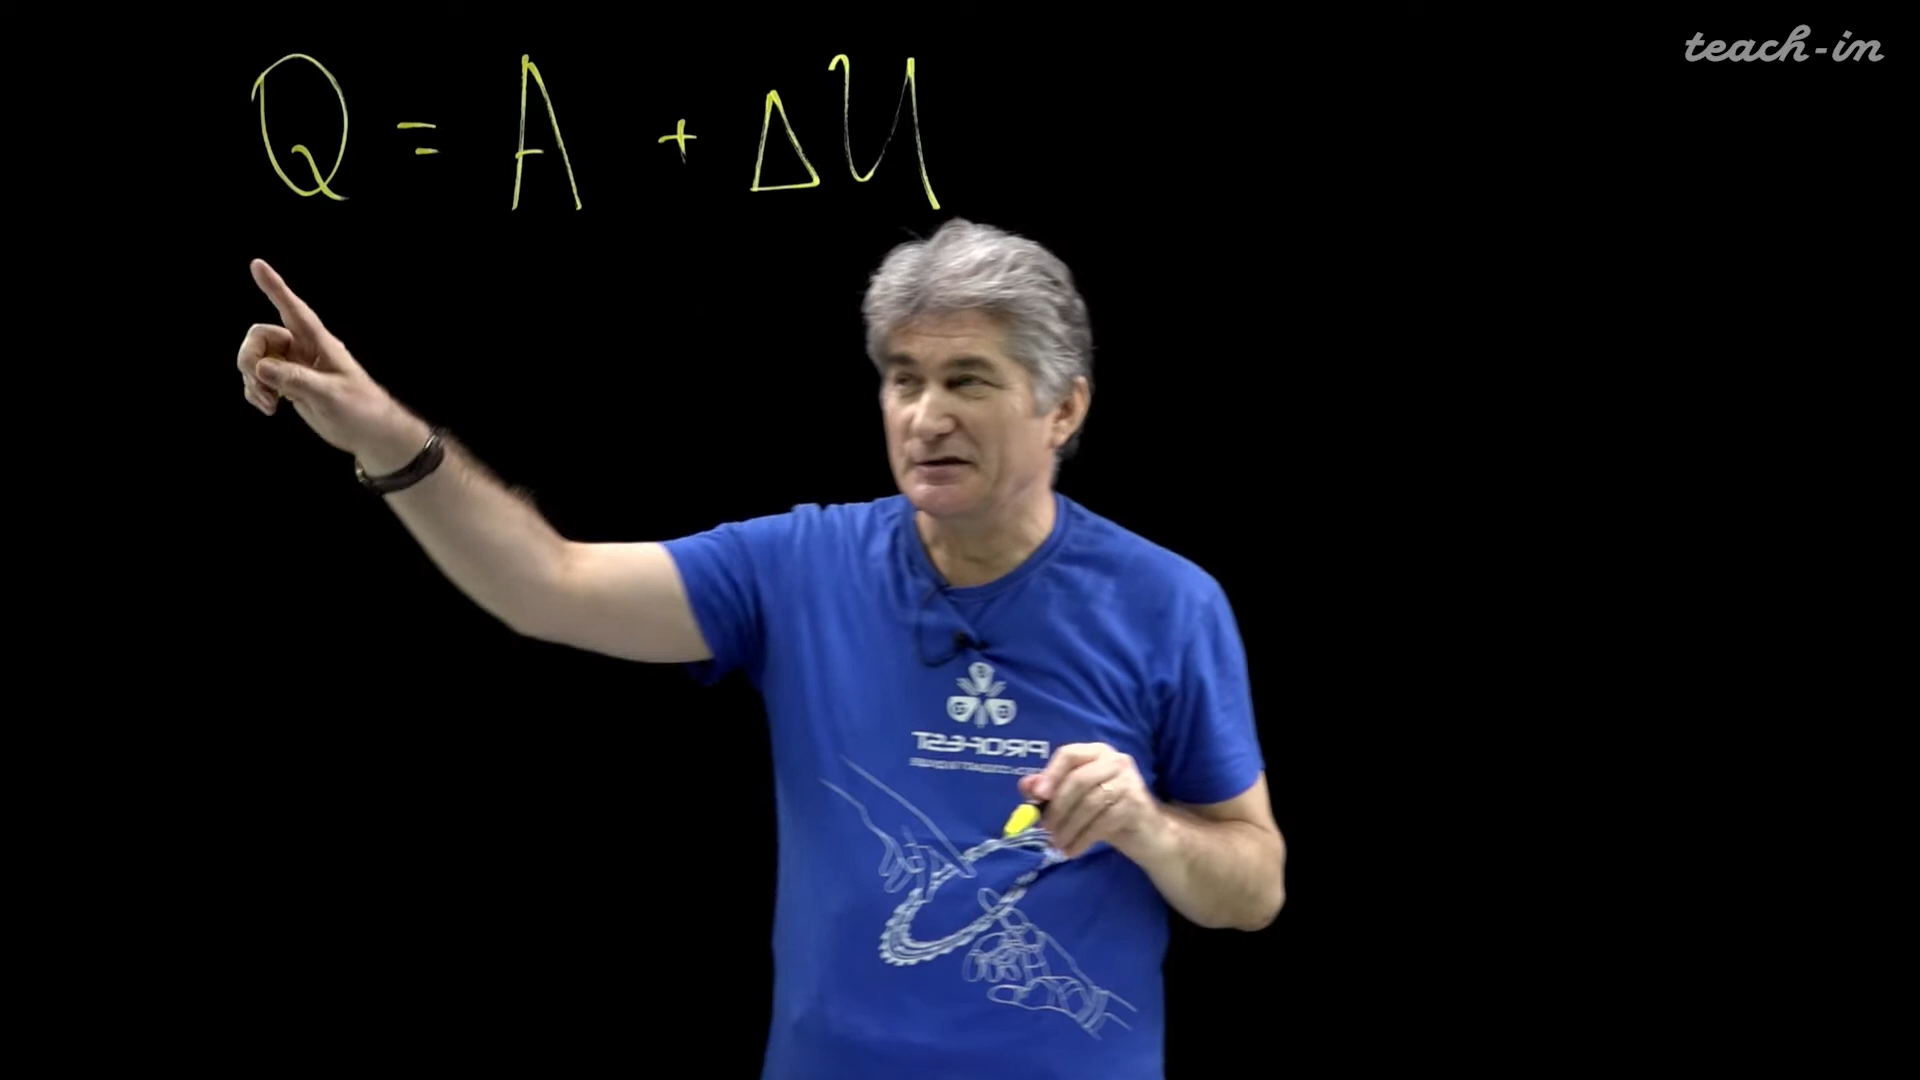 teach-in
Q = A + ΔU
PROFEST